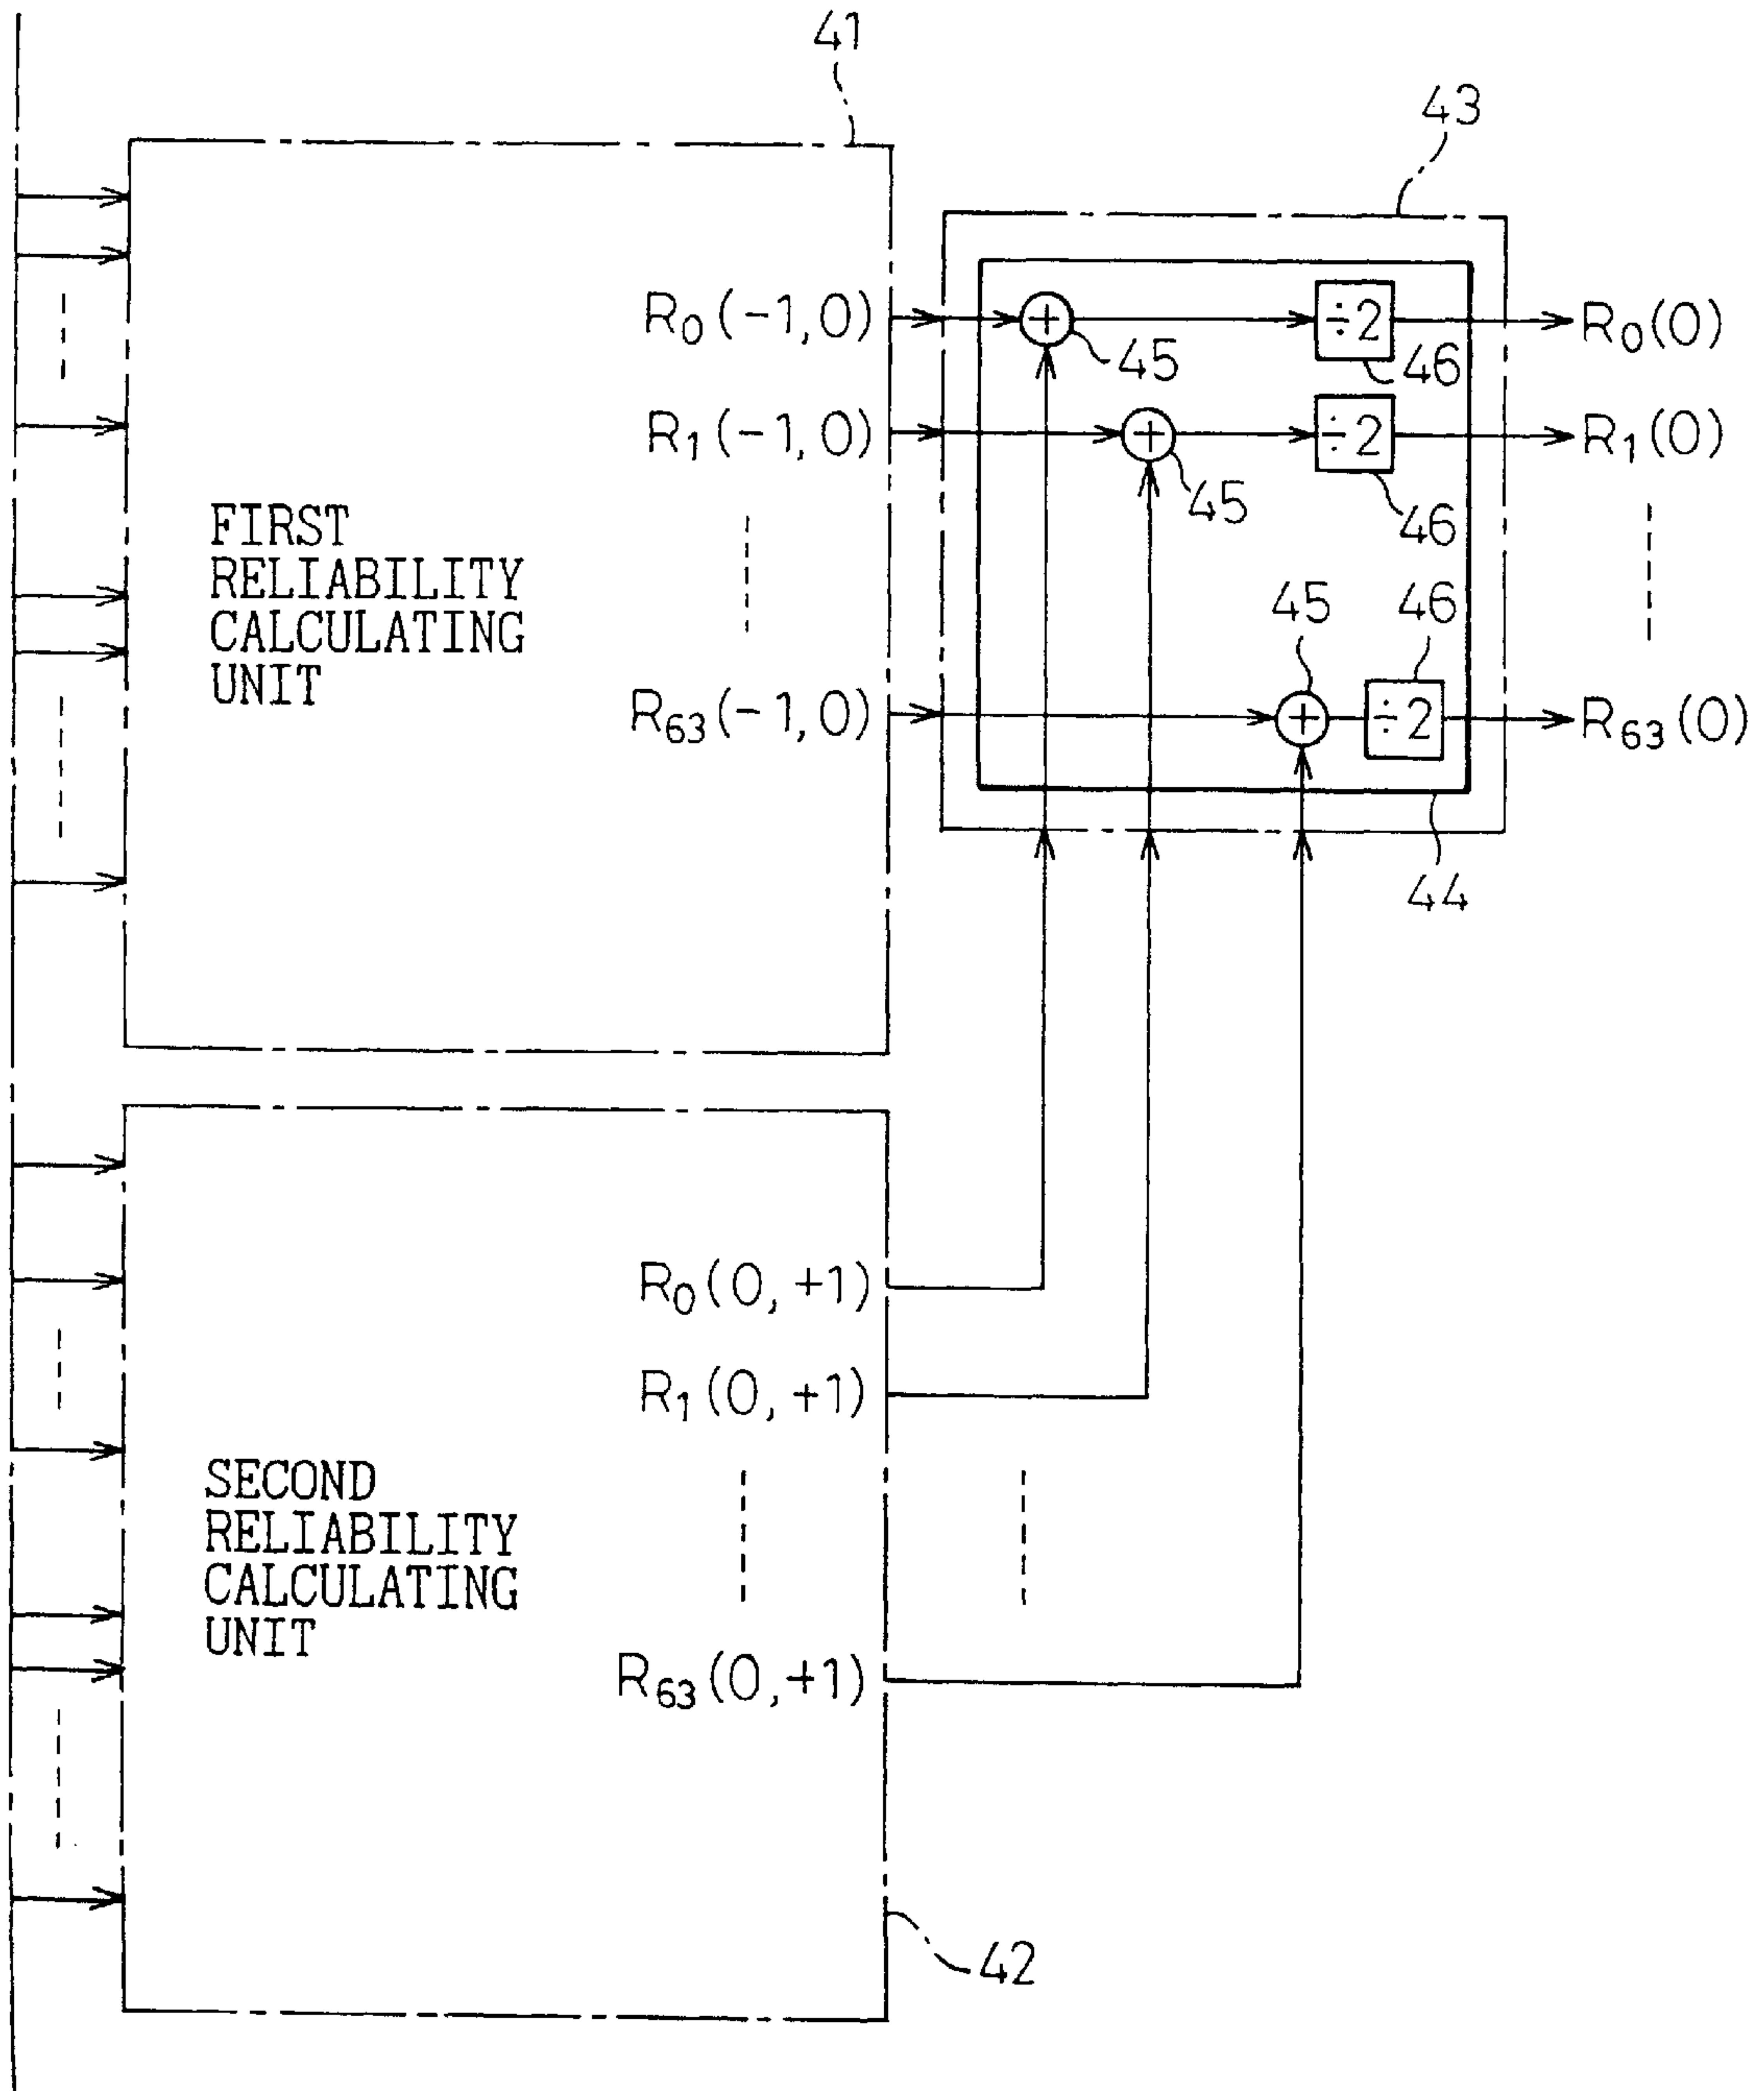 41
43
R₀(-1,0)
45
÷2
46
R₀(0)
R₁(-1,0)
45
÷2
46
R₁(0)
FIRST
RELIABILITY
CALCULATING
UNIT
45
46
R₆₃(-1,0)
÷2
R₆₃(0)
44
R₀(0,+1)
R₁(0,+1)
SECOND
RELIABILITY
CALCULATING
UNIT
R₆₃(0,+1)
42